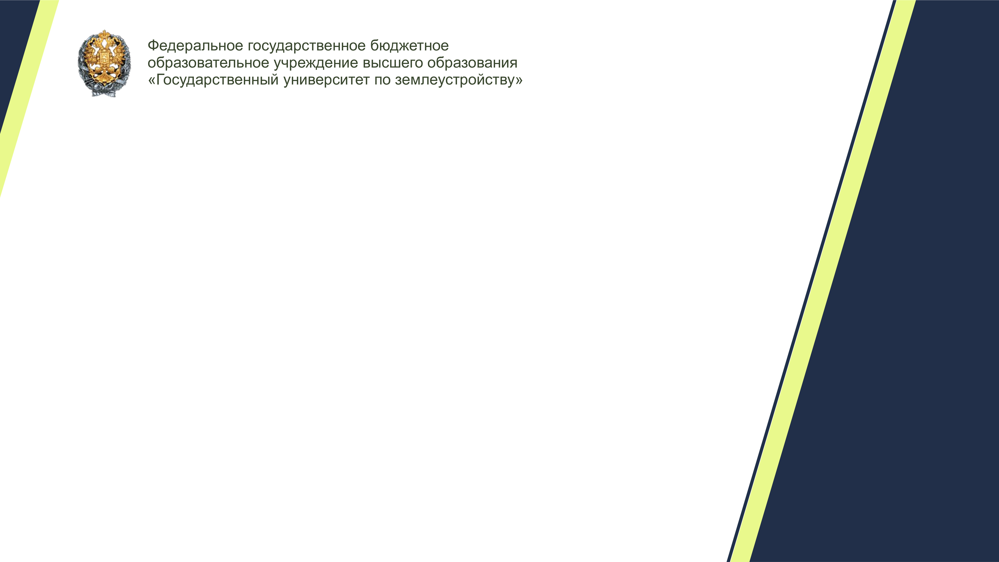 Федеральное государственное бюджетное
образовательное учреждение высшего образования
«Государственный университет по землеустройству»